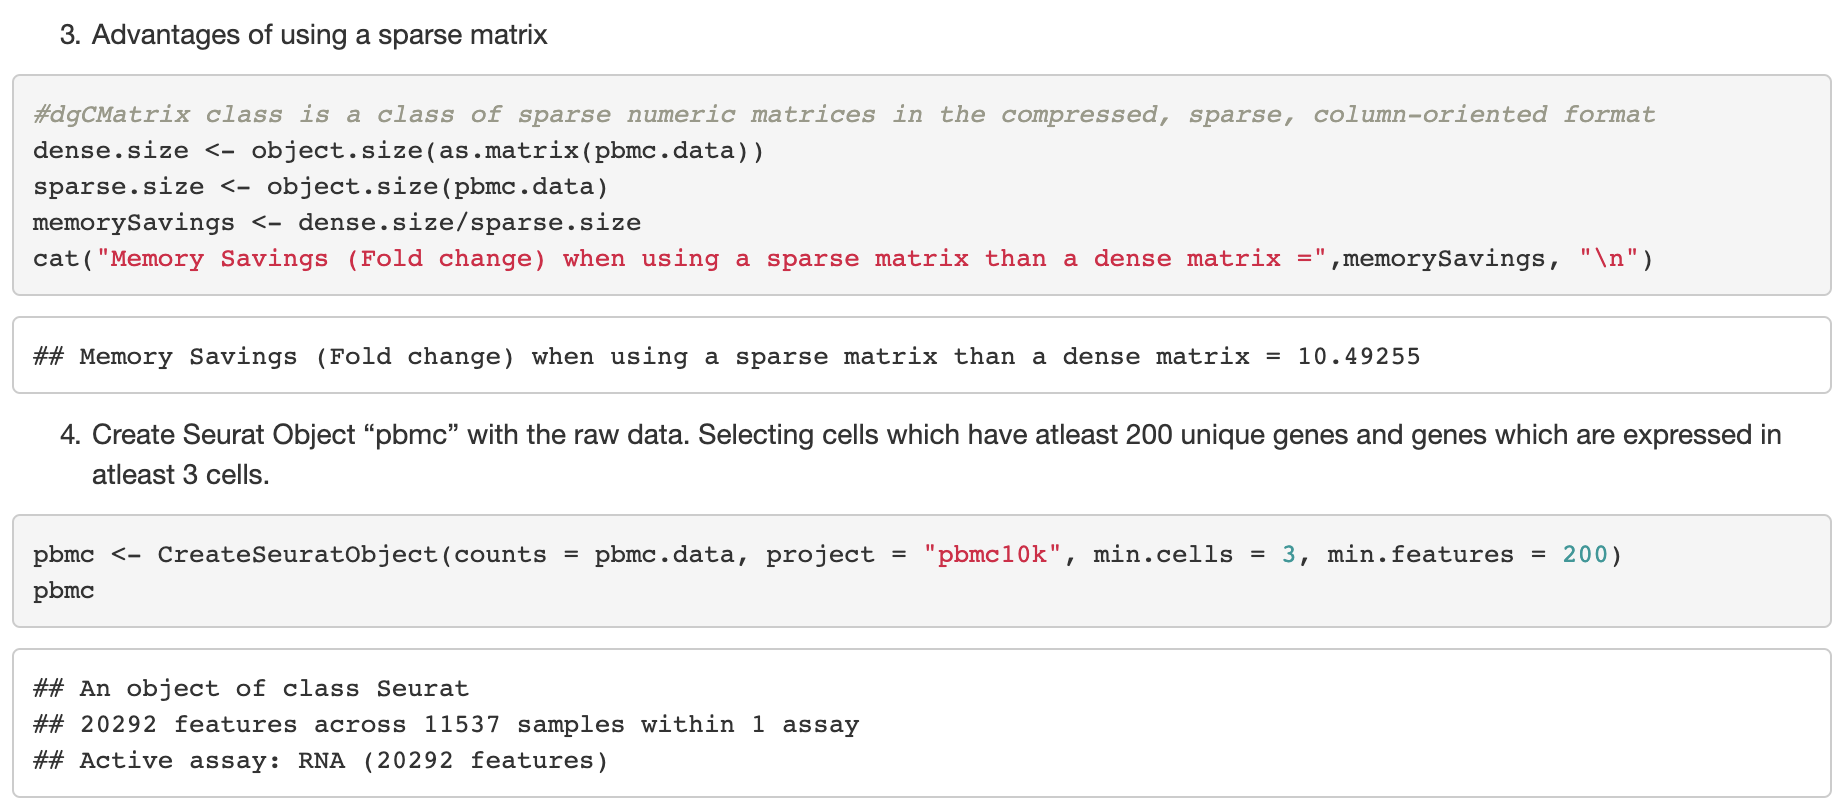 3. Advantages of using a sparse matrix
#dgCMatrix class is a class of sparse numeric matrices in the compressed, sparse, column-oriented format
dense.size <- object.size(as.matrix(pbmc.data))
sparse.size <- object.size(pbmc.data)
memorySavings <- dense.size/sparse.size
cat("Memory Savings (Fold change) when using a sparse matrix than a dense matrix =",memorySavings, "\n")
## Memory Savings (Fold change) when using a sparse matrix than a dense matrix = 10.49255
4. Create Seurat Object “pbmc” with the raw data. Selecting cells which have atleast 200 unique genes and genes which are expressed in
atleast 3 cells.
pbmc <- CreateSeuratObject(counts = pbmc.data, project = "pbmc10k", min.cells = 3, min.features = 200)
pbmc
## An object of class Seurat
## 20292 features across 11537 samples within 1 assay
## Active assay: RNA (20292 features)